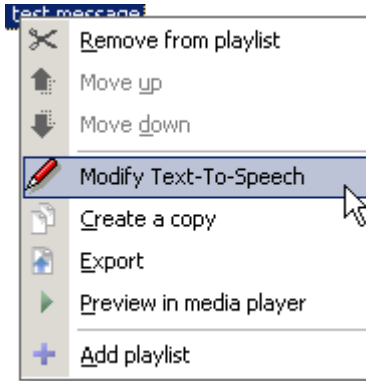 test message
Remove from playlist
Move up
Move down
Modify Text-To-Speech
Create a copy
Export
Preview in media player
Add playlist